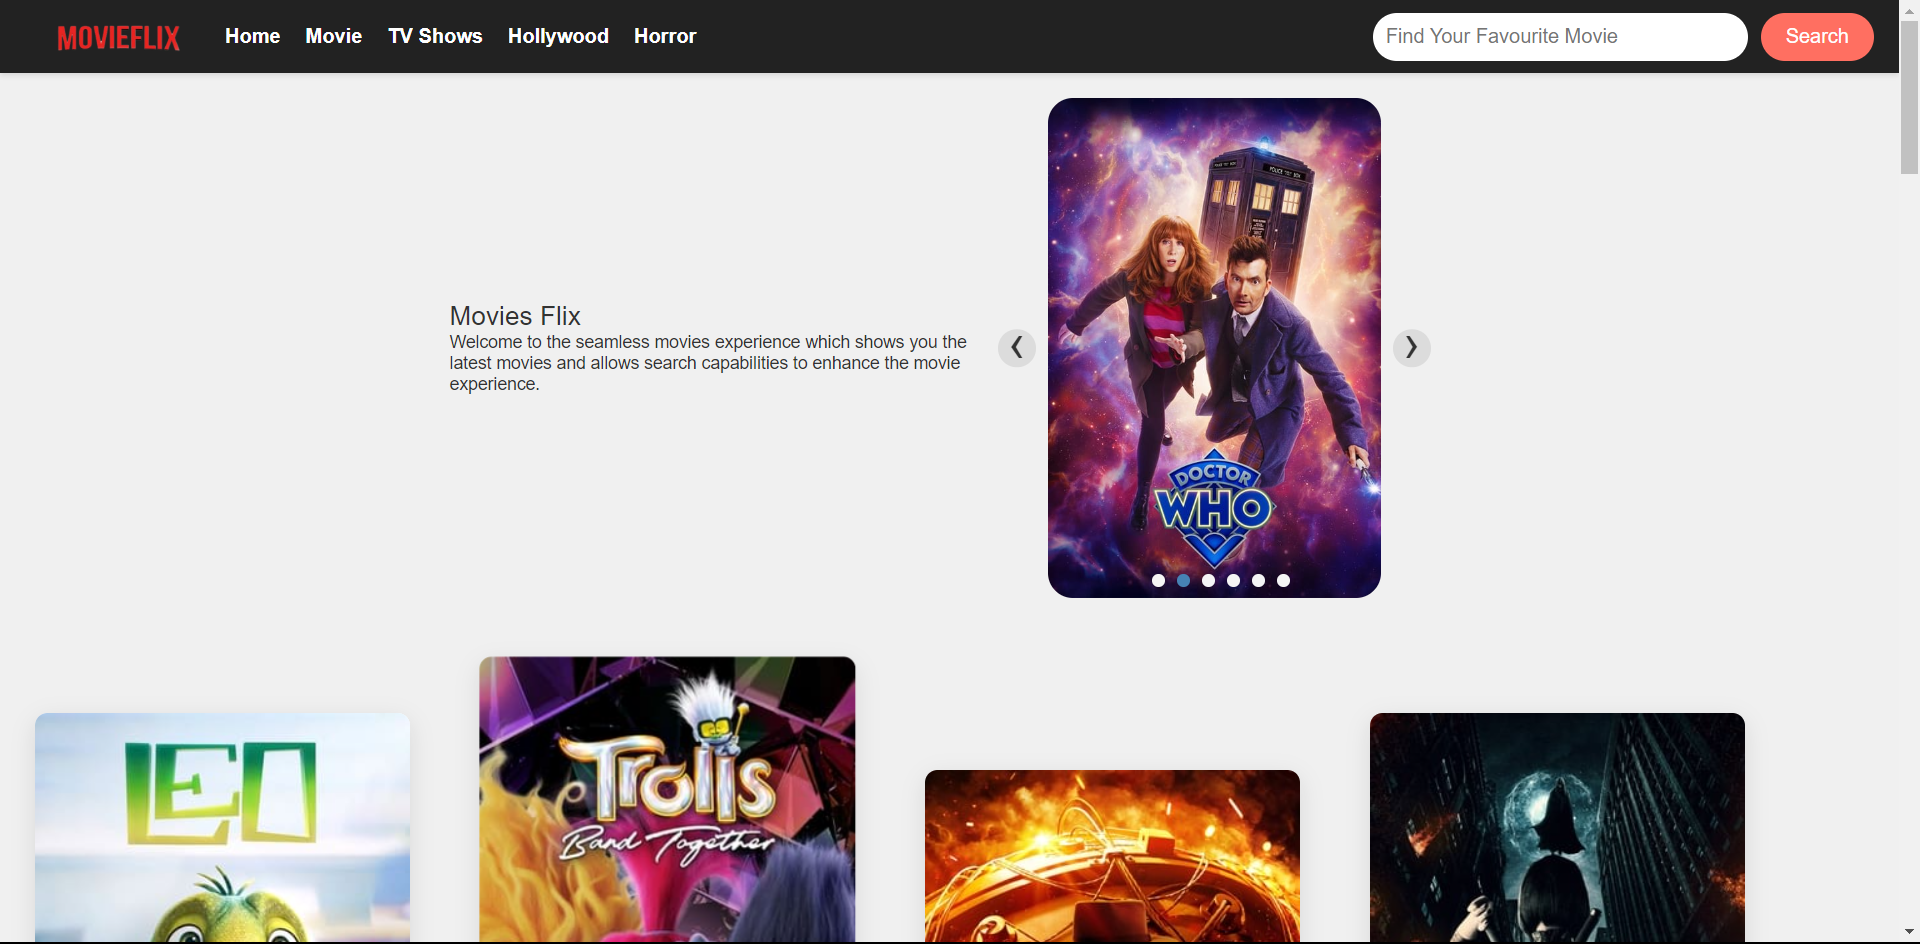 MOVIEFLIX
Home Movie TV Shows Hollywood Horror
Find Your Favourite Movie
Search
Movies Flix
Welcome to the seamless movies experience which shows you the
latest movies and allows search capabilities to enhance the movie
experience.
POLICE BOX
DOCTOR
WHO
LEO
Trolls
Band Together